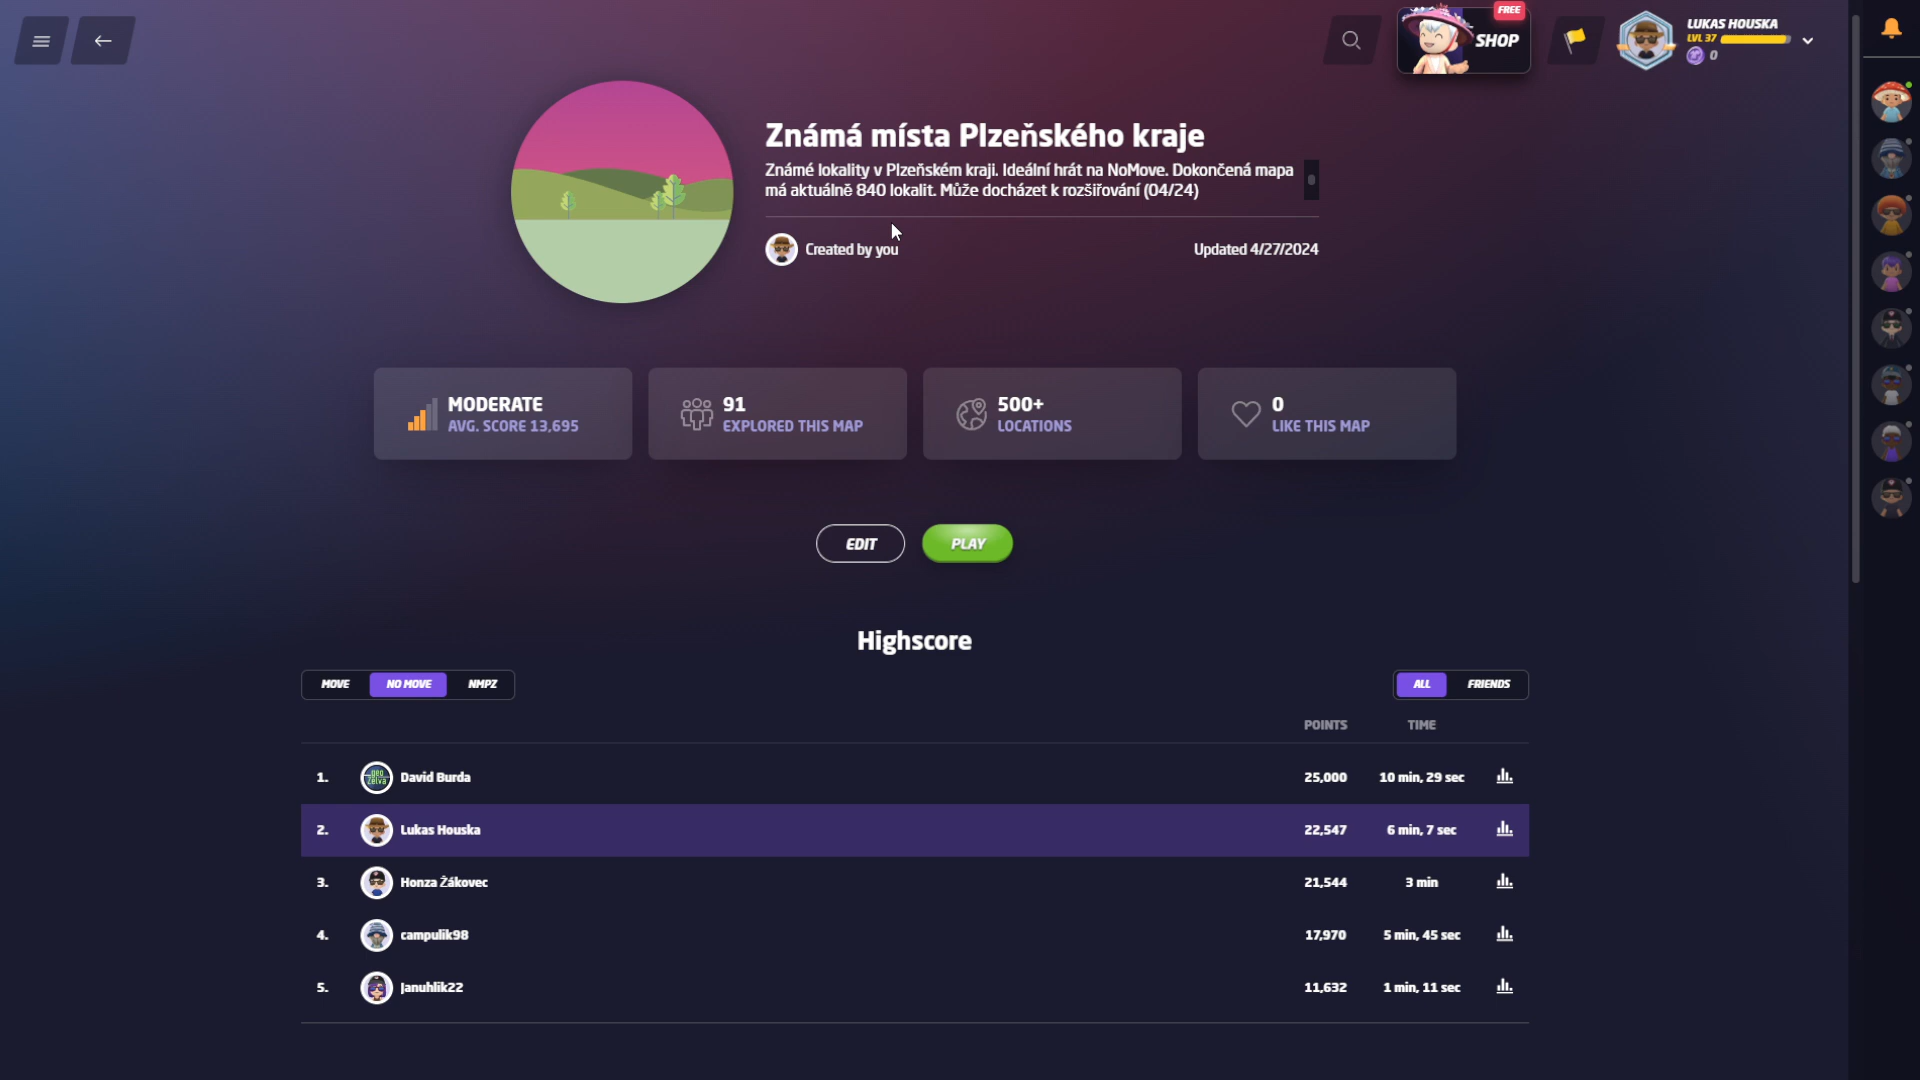 FREE
SHOP
LUKAS HOUSKA
LVL 37
0
Známá místa Plzeňského kraje
Známé lokality v Plzeňském kraji. Ideální hrát na NoMove. Dokončená mapa
má aktuálně 840 lokalit. Může docházet k rozšiřování (04/24)
Created by you
Updated 4/27/2024
MODERATE
AVG. SCORE 13,695
91
EXPLORED THIS MAP
500+
LOCATIONS
0
LIKE THIS MAP
EDIT
PLAY
Highscore
MOVE NO MOVE NMPZ
ALL FRIENDS
POINTS TIME
1. geo želva David Burda 25,000 10 min, 29 sec
2. Lukas Houska 22,547 6 min, 7 sec
3. Honza Žákovec 21,544 3 min
4. campulik98 17,970 5 min, 45 sec
5. Januhlik22 11,632 1 min, 11 sec